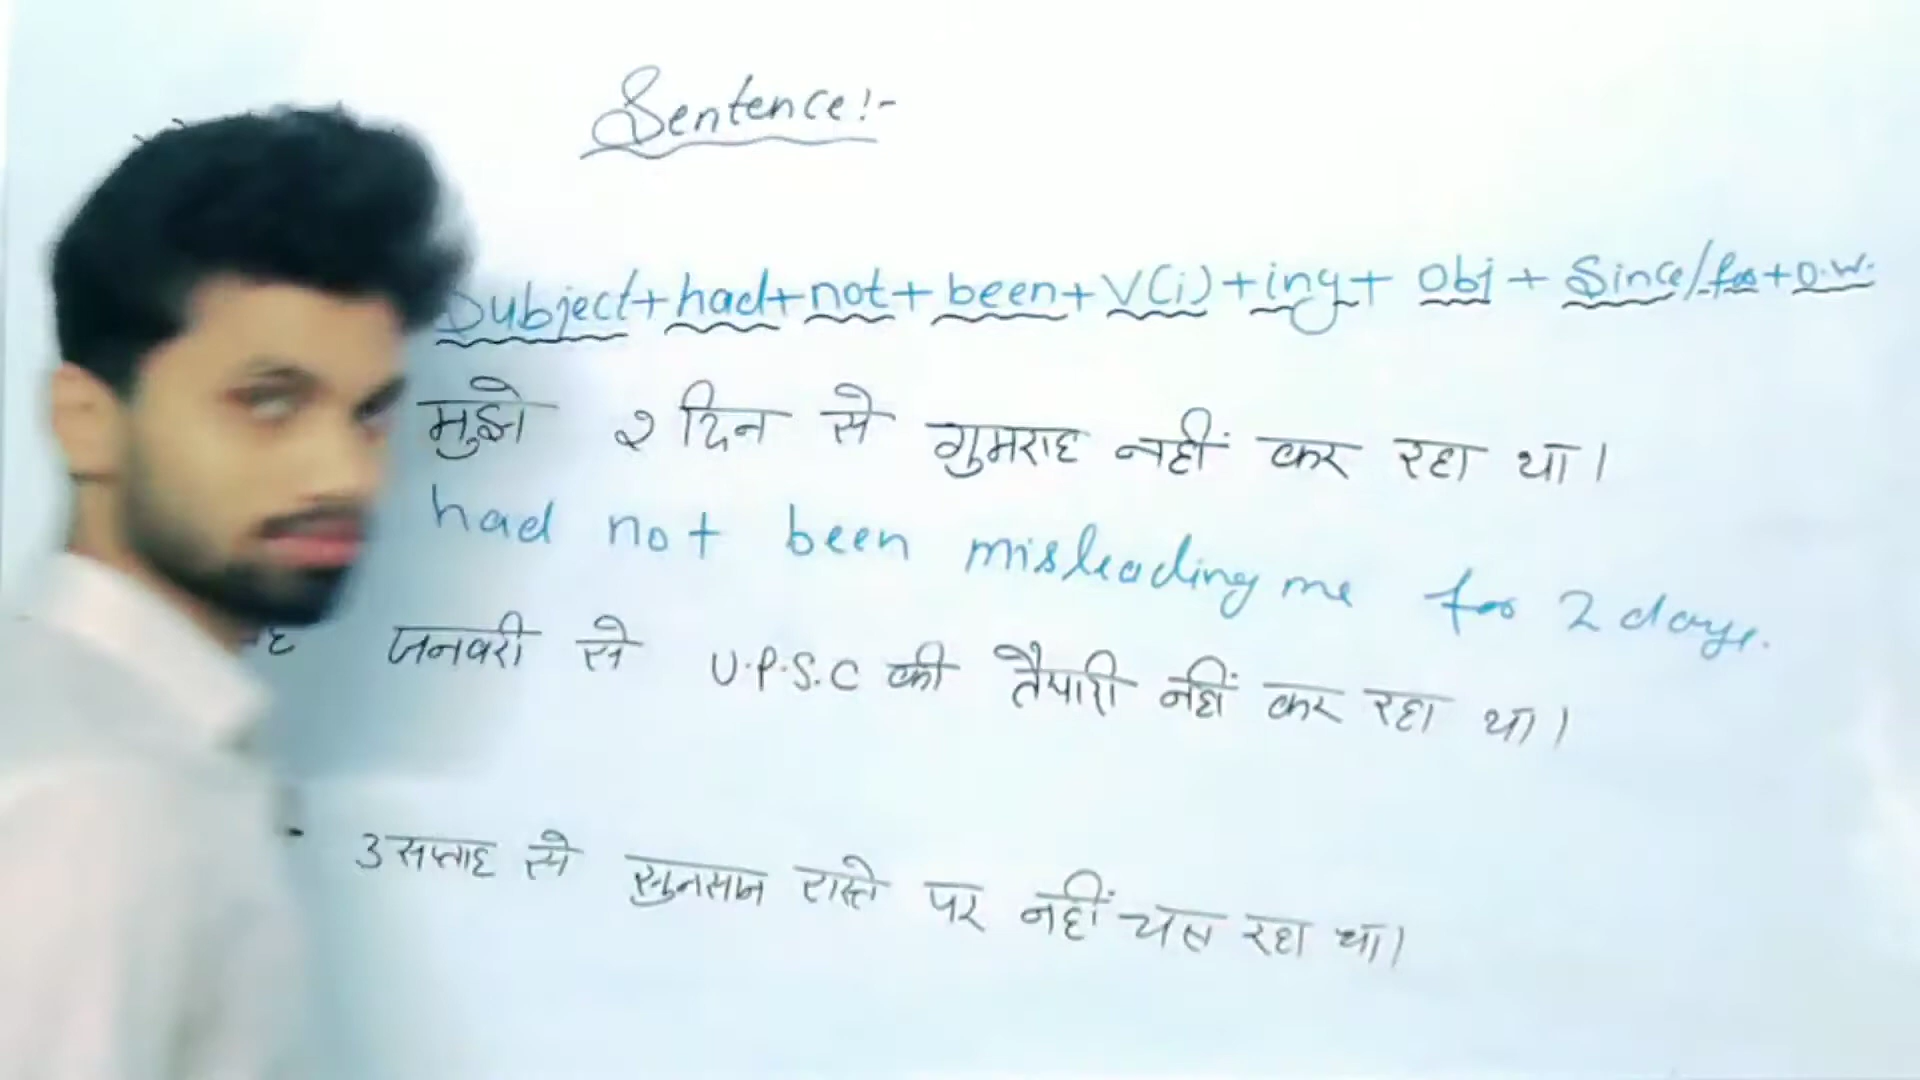 Sentence:-
Subject+had+not+been+V(i)+ing+ Obj + Since/for+O.W.
मुझे २ दिन से गुमराह नहीं कर रहा था।
had not been misleading me for 2 days.
जनवरी से U.P.S.C की तैयारी नहीं कर रहा था।
3 सप्ताह से सुनसान रास्ते पर नहीं चल रहा था।